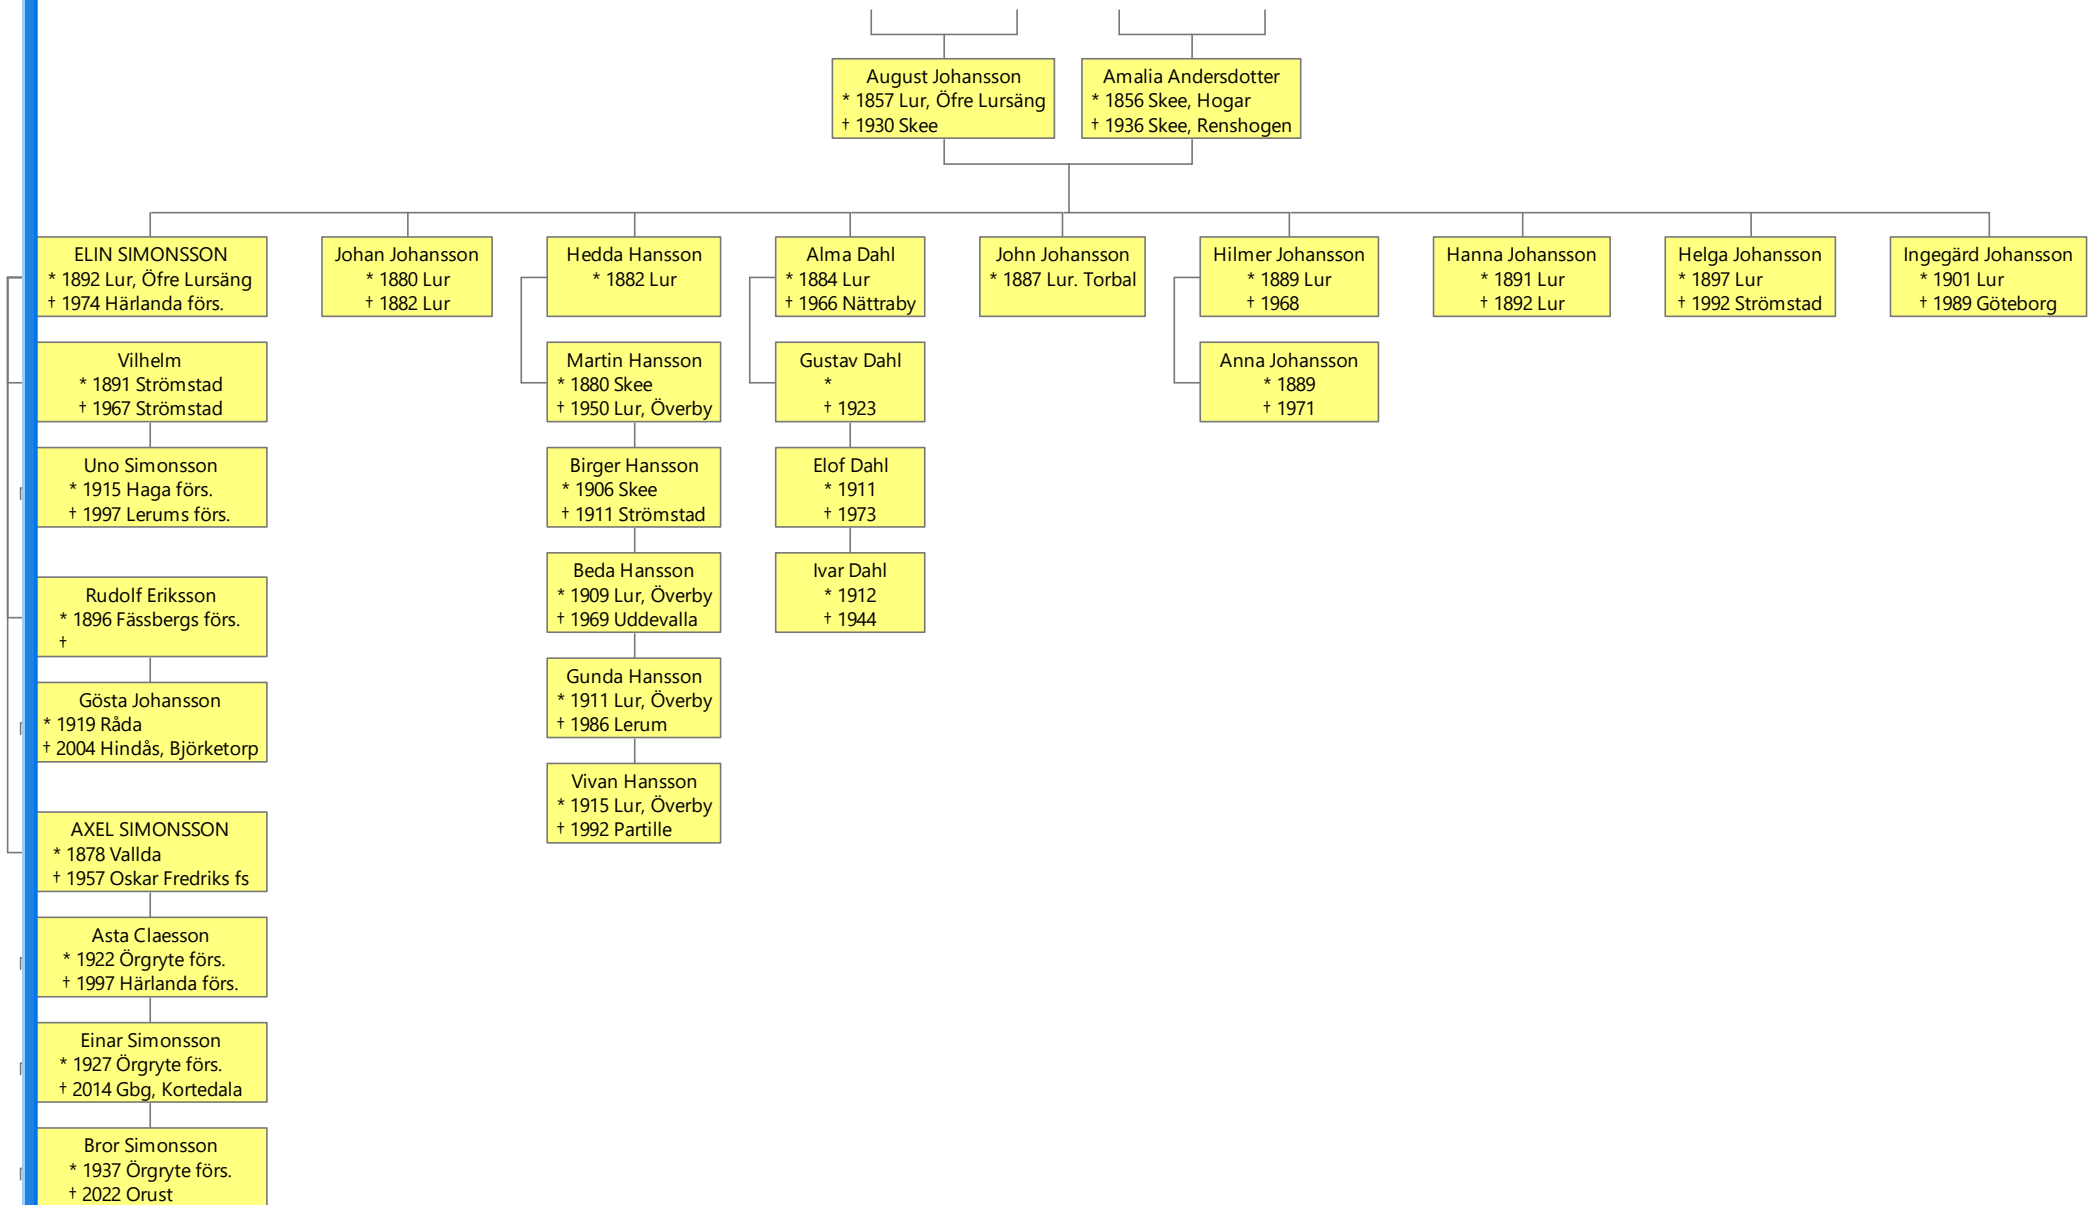 August Johansson
* 1857 Lur, Öfre Lursäng
† 1930 Skee
Amalia Andersdotter
* 1856 Skee, Hogar
† 1936 Skee, Renshogen
ELIN SIMONSSON
* 1892 Lur, Öfre Lursäng
† 1974 Härlanda förs.
Johan Johansson
* 1880 Lur
† 1882 Lur
Hedda Hansson
* 1882 Lur
Alma Dahl
* 1884 Lur
† 1966 Nättraby
John Johansson
* 1887 Lur. Torbal
Hilmer Johansson
* 1889 Lur
† 1968
Hanna Johansson
* 1891 Lur
† 1892 Lur
Helga Johansson
* 1897 Lur
† 1992 Strömstad
Ingegärd Johansson
* 1901 Lur
† 1989 Göteborg
Vilhelm
* 1891 Strömstad
† 1967 Strömstad
Martin Hansson
* 1880 Skee
† 1950 Lur, Överby
Gustav Dahl
*
† 1923
Anna Johansson
* 1889
† 1971
Uno Simonsson
* 1915 Haga förs.
† 1997 Lerums förs.
Birger Hansson
* 1906 Skee
† 1911 Strömstad
Elof Dahl
* 1911
† 1973
Rudolf Eriksson
* 1896 Fässbergs förs.
†
Beda Hansson
* 1909 Lur, Överby
† 1969 Uddevalla
Ivar Dahl
* 1912
† 1944
Gösta Johansson
* 1919 Råda
† 2004 Hindås, Björketorp
Gunda Hansson
* 1911 Lur, Överby
† 1986 Lerum
Vivan Hansson
* 1915 Lur, Överby
† 1992 Partille
AXEL SIMONSSON
* 1878 Vallda
† 1957 Oskar Fredriks fs
Asta Claesson
* 1922 Örgryte förs.
† 1997 Härlanda förs.
Einar Simonsson
* 1927 Örgryte förs.
† 2014 Gbg, Kortedala
Bror Simonsson
* 1937 Örgryte förs.
† 2022 Orust